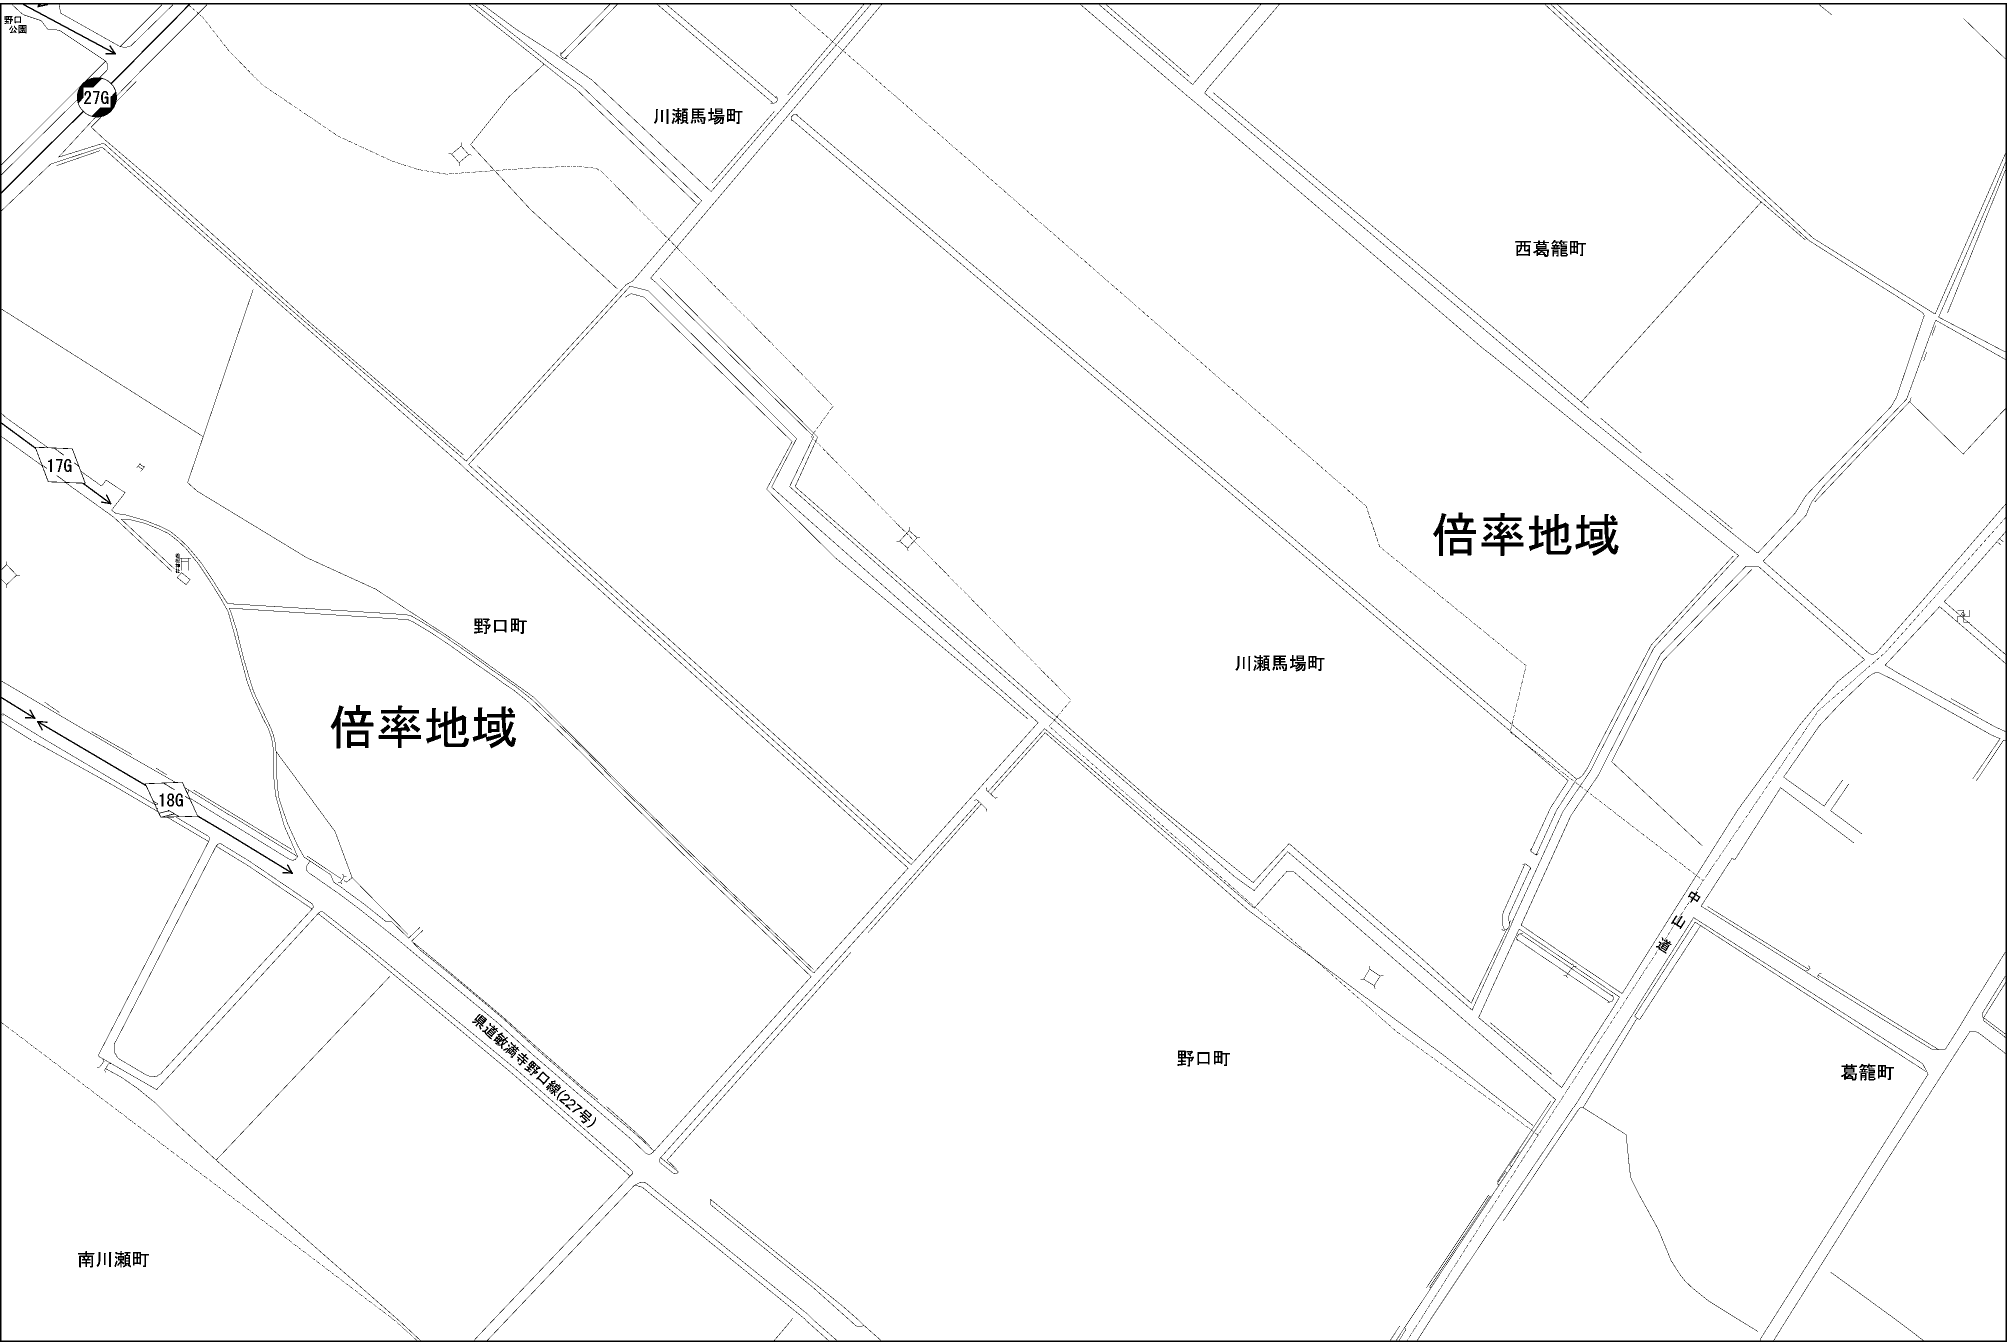 野口
公園
27G
川瀬馬場町
西葛籠町
17G
倍率地域
野口町
川瀬馬場町
倍率地域
18G
中山道
県道敏満寺野口線(227号)
野口町
葛籠町
南川瀬町